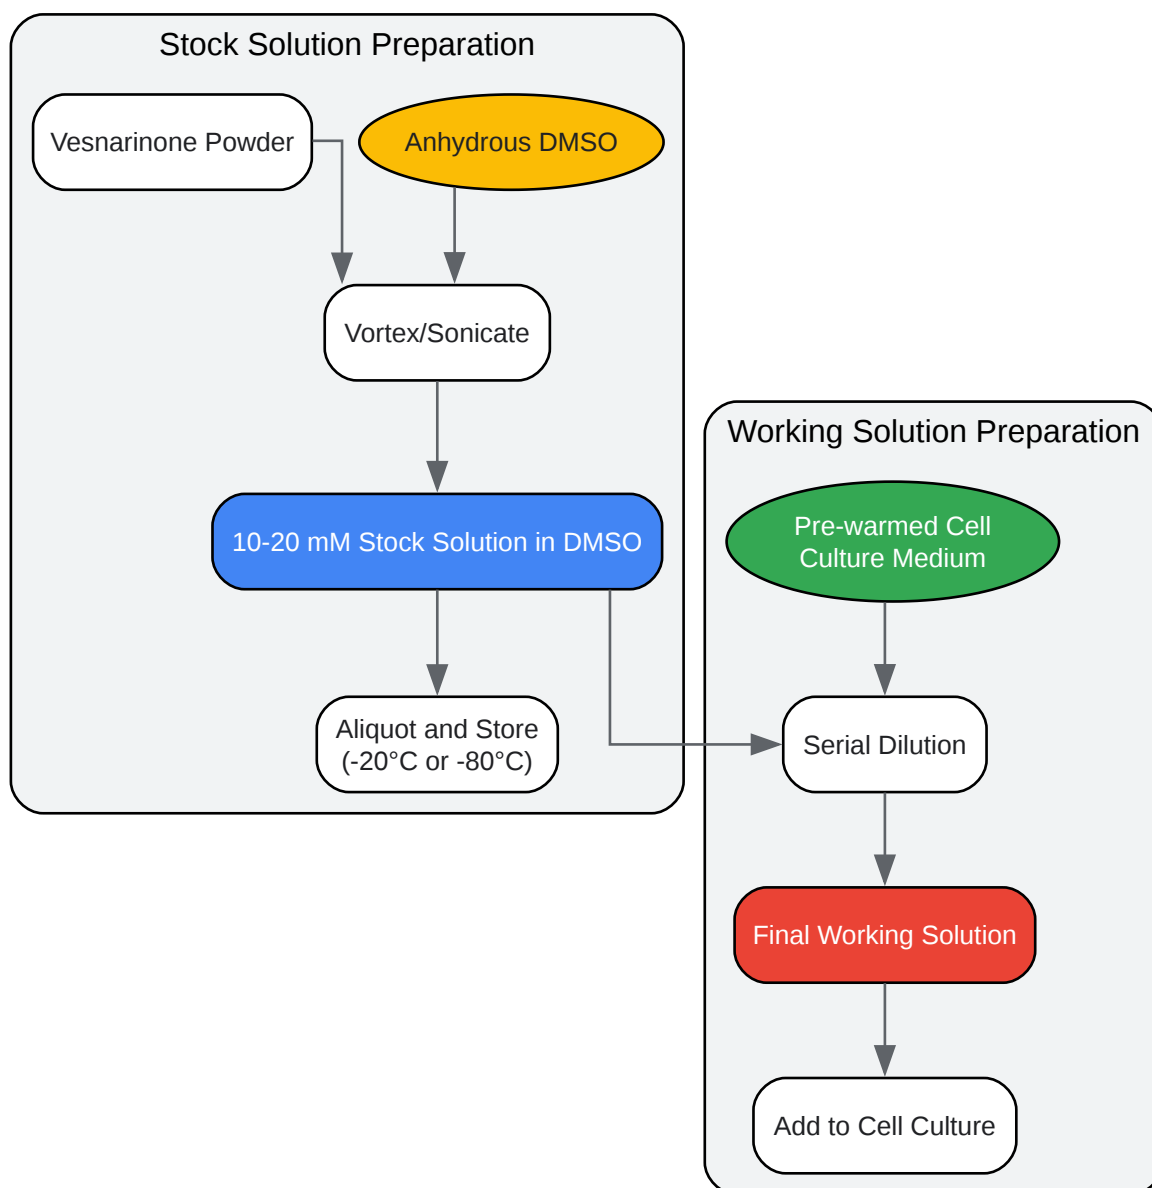 Stock Solution Preparation
Vesnarinone Powder
Anhydrous DMSO
Vortex/Sonicate
10-20 mM Stock Solution in DMSO
Aliquot and Store
(-20°C or -80°C)
Working Solution Preparation
Pre-warmed Cell
Culture Medium
Serial Dilution
Final Working Solution
Add to Cell Culture